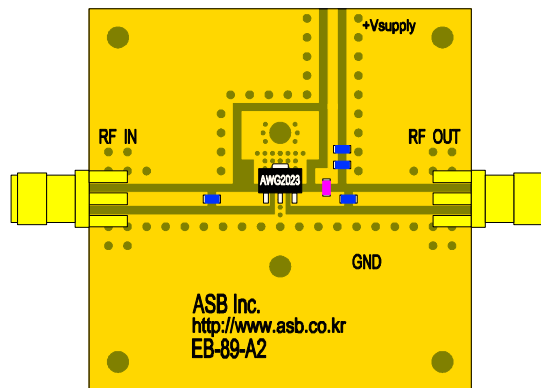 +Vsupply
RF IN
RF OUT
AWG2023
GND
ASB Inc.
http://www.asb.co.kr
EB-89-A2